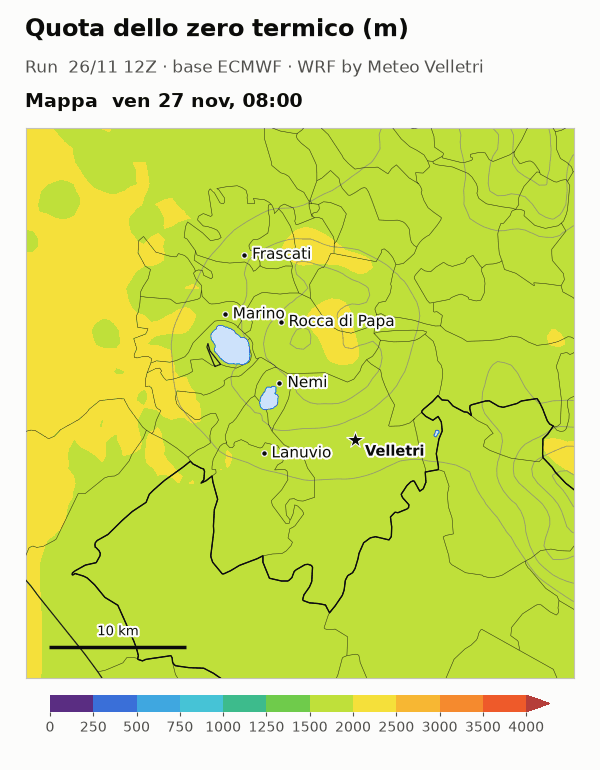 Quota dello zero termico (m)
Run  26/11 12Z · base ECMWF · WRF by Meteo Velletri
Mappa  ven 27 nov, 08:00
Frascati
Marino
Rocca di Papa
Nemi
Velletri
Lanuvio
10 km
0 250 500 750 1000 1250 1500 2000 2500 3000 3500 4000